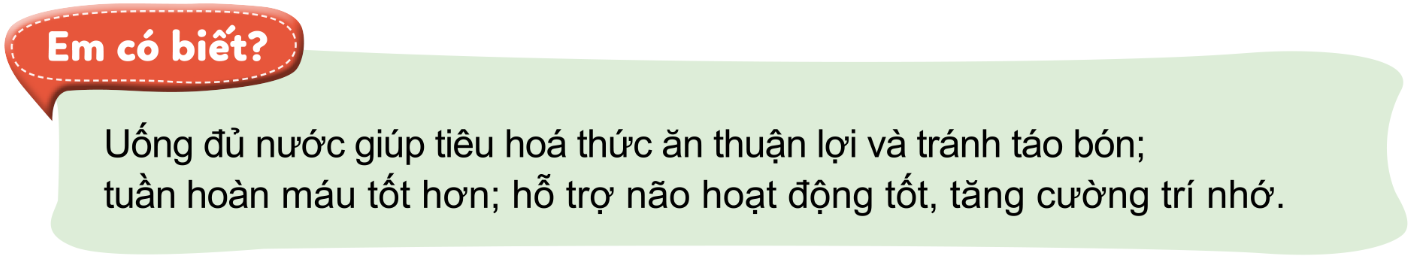 Em có biết?
Uống đủ nước giúp tiêu hoá thức ăn thuận lợi và tránh táo bón;
tuần hoàn máu tốt hơn; hỗ trợ não hoạt động tốt, tăng cường trí nhớ.